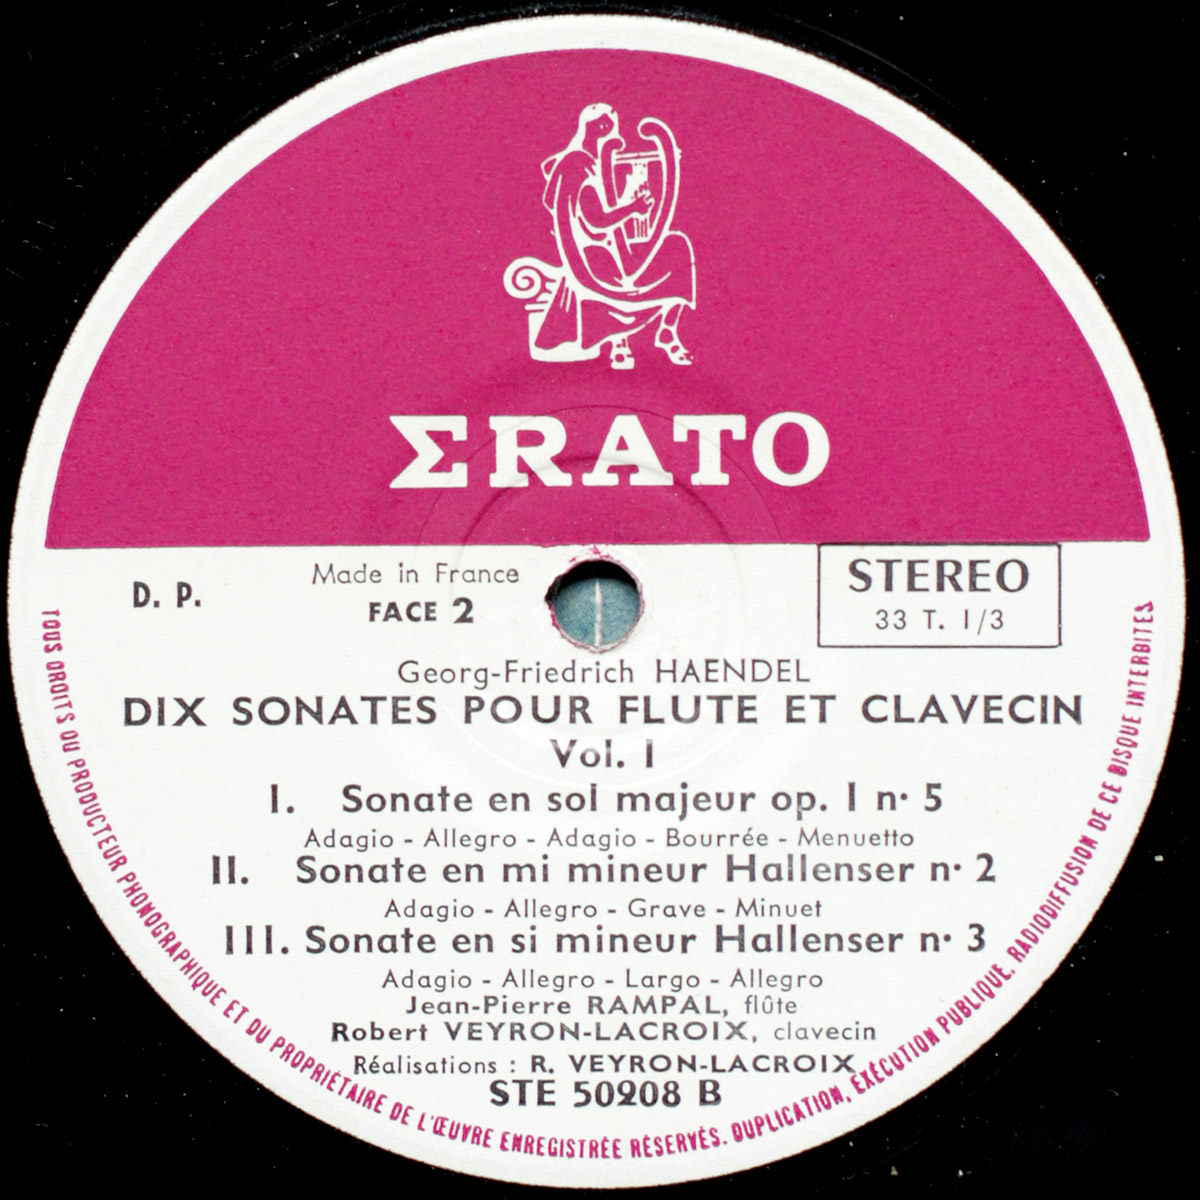 ΣRATO
D. P.
Made in France
FACE 2
STEREO
33 T. 1/3
Georg-Friedrich HAENDEL
DIX SONATES POUR FLUTE ET CLAVECIN
Vol. I
I. Sonate en sol majeur op. 1 n· 5
Adagio - Allegro - Adagio - Bourrée - Menuetto
II. Sonate en mi mineur Hallenser n· 2
Adagio - Allegro - Grave - Minuet
III. Sonate en si mineur Hallenser n· 3
Adagio - Allegro - Largo - Allegro
Jean-Pierre RAMPAL, flûte
Robert VEYRON-LACROIX, clavecin
Réalisations : R. VEYRON-LACROIX
STE 50208 B
TOUS DROITS DU PRODUCTEUR PHONOGRAPHIQUE ET DU PROPRIÉTAIRE DE L'ŒUVRE ENREGISTRÉE RÉSERVÉS. DUPLICATION, EXÉCUTION PUBLIQUE, RADIODIFFUSION DE CE DISQUE INTERDITES